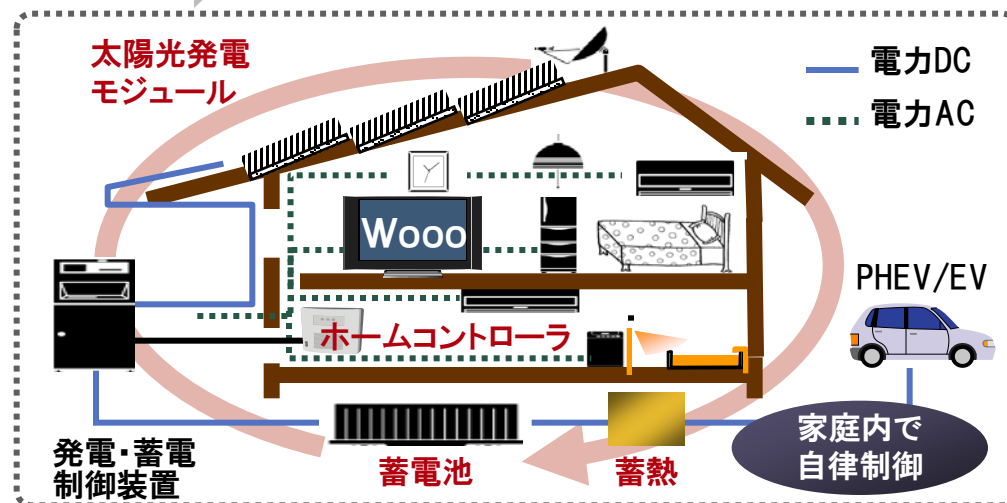 太陽光発電
モジュール
電力DC
電力AC
Wooo
PHEV/EV
ホームコントローラ
発電・蓄電
制御装置
蓄電池
蓄熱
家庭内で
自律制御